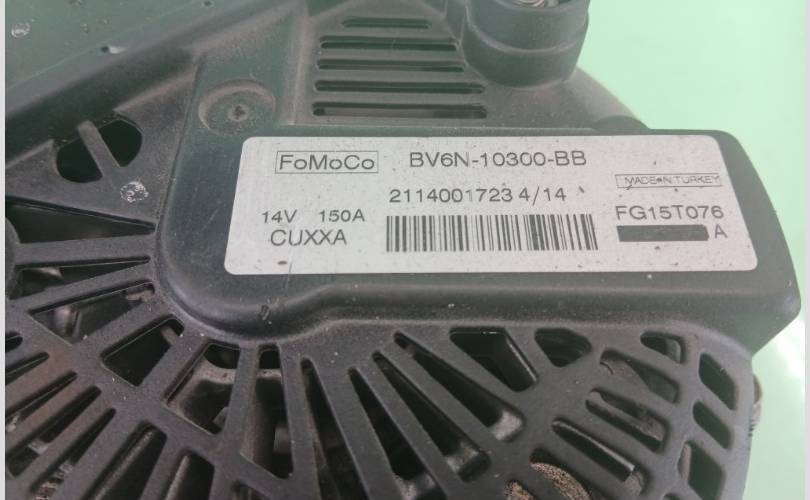 FoMoCo BV6N-10300-BB
MADE IN TURKEY
2114001723 4/14
14V 150A
FG15T076
CUXXA
A